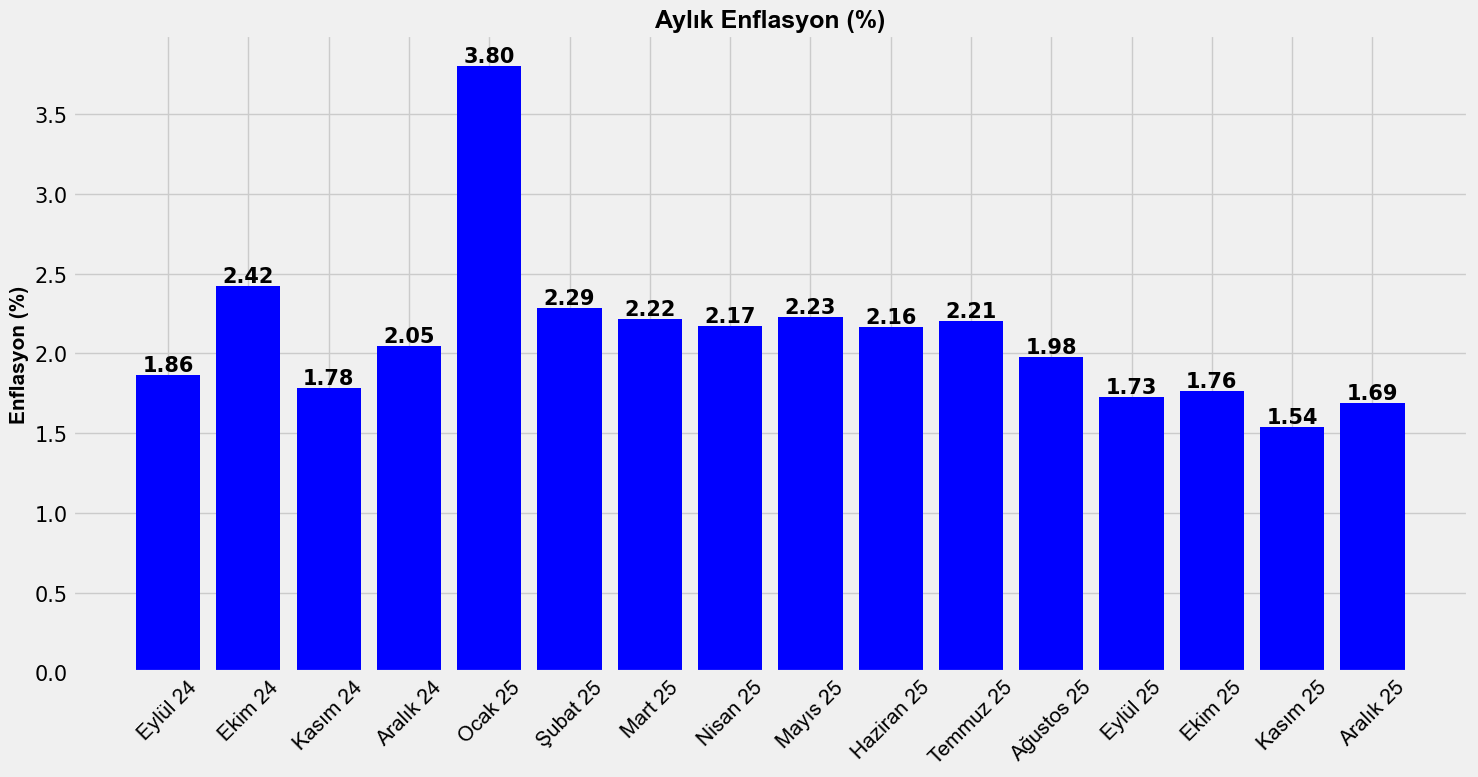 Aylık Enflasyon (%)
Enflasyon (%)
3.5
3.0
2.5
2.0
1.5
1.0
0.5
0.0
1.86
2.42
1.78
2.05
3.80
2.29
2.22
2.17
2.23
2.16
2.21
1.98
1.73
1.76
1.54
1.69
Eylül 24
Ekim 24
Kasım 24
Aralık 24
Ocak 25
Şubat 25
Mart 25
Nisan 25
Mayıs 25
Haziran 25
Temmuz 25
Ağustos 25
Eylül 25
Ekim 25
Kasım 25
Aralık 25